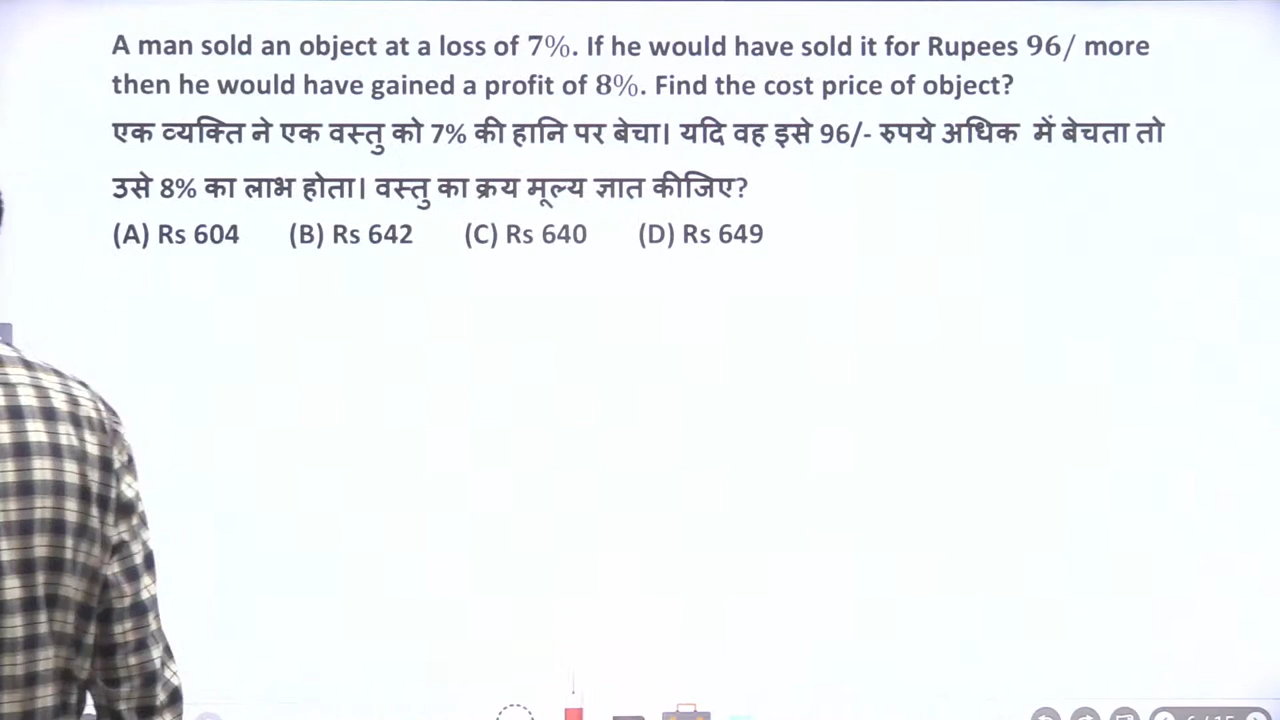 A man sold an object at a loss of 7%. If he would have sold it for Rupees 96/ more
then he would have gained a profit of 8%. Find the cost price of object?
एक व्यक्ति ने एक वस्तु को 7% की हानि पर बेचा। यदि वह इसे 96/- रुपये अधिक में बेचता तो
उसे 8% का लाभ होता। वस्तु का क्रय मूल्य ज्ञात कीजिए?
(A) Rs 604 (B) Rs 642 (C) Rs 640 (D) Rs 649